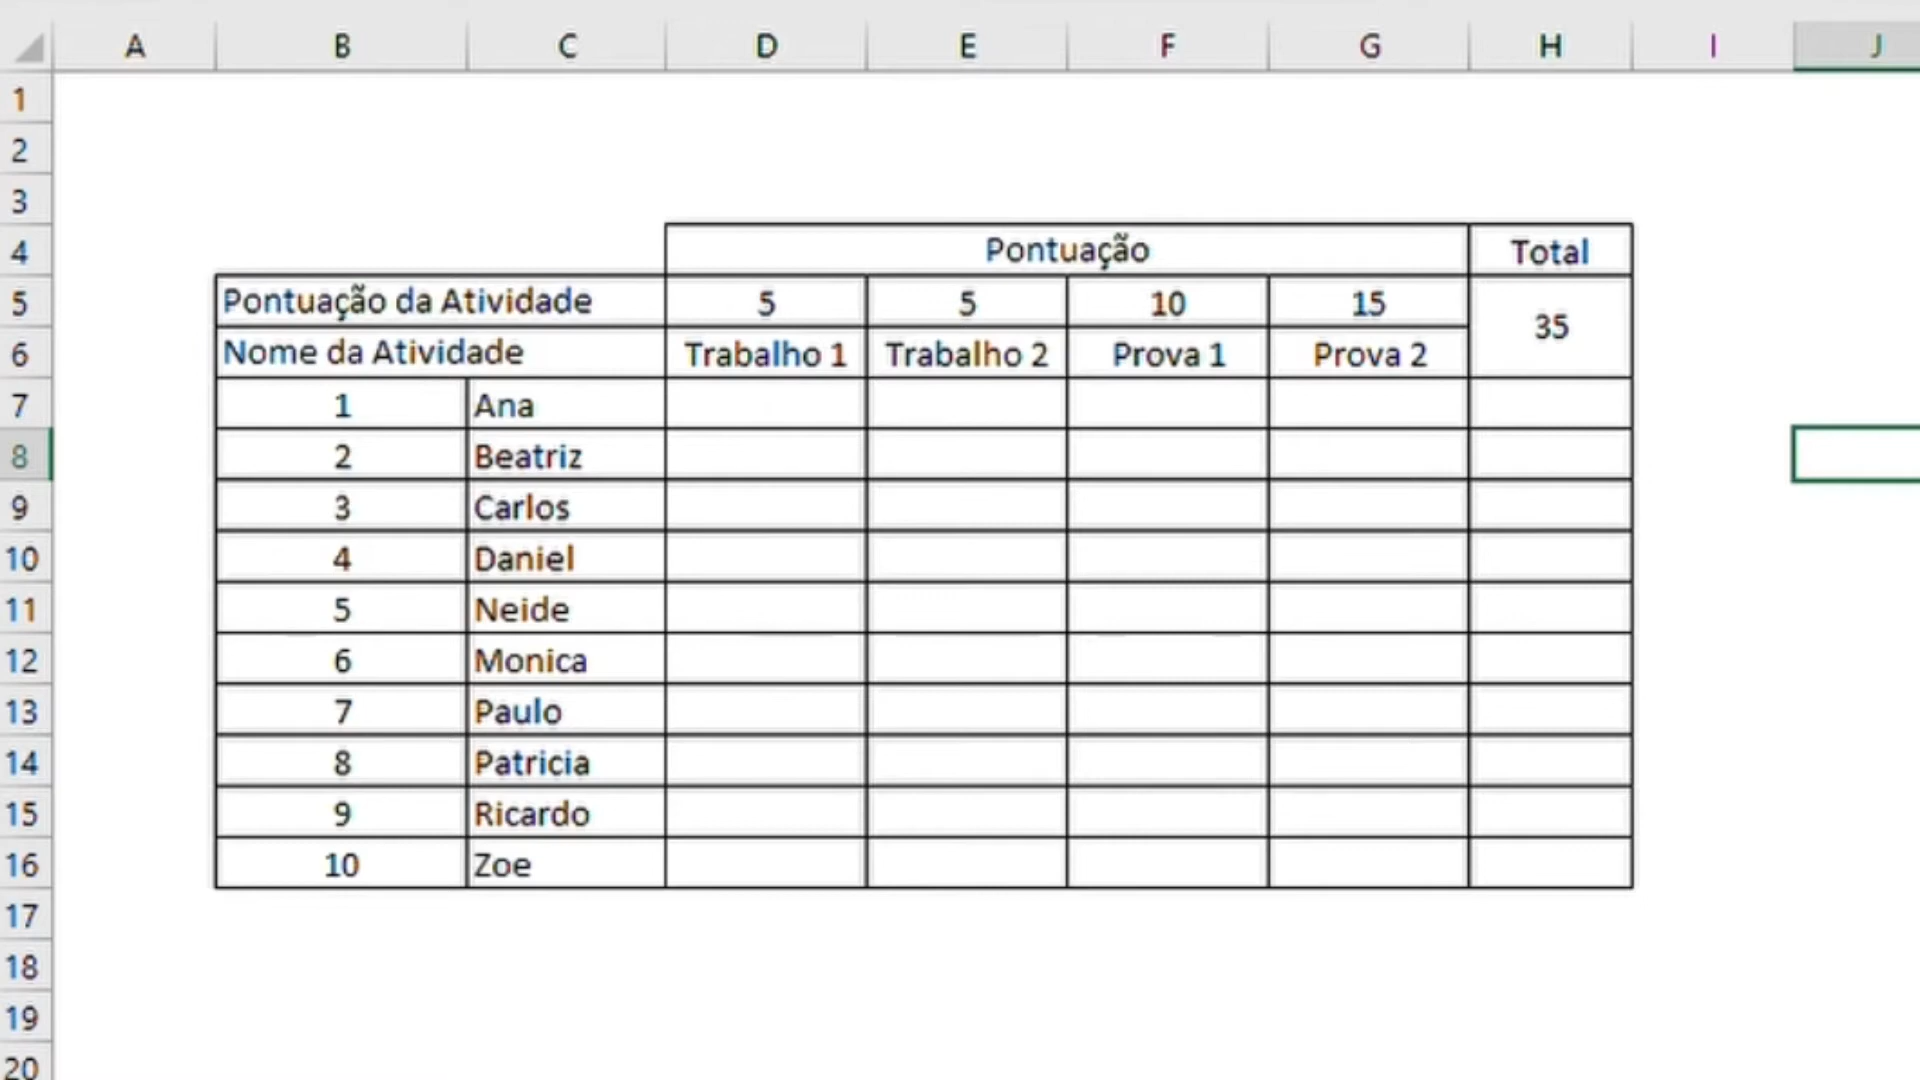 A B C D E F G H I J
1
2
3
4 Pontuação Total
5 Pontuação da Atividade 5 5 10 15 35
6 Nome da Atividade Trabalho 1 Trabalho 2 Prova 1 Prova 2
7 1 Ana
8 2 Beatriz
9 3 Carlos
10 4 Daniel
11 5 Neide
12 6 Monica
13 7 Paulo
14 8 Patricia
15 9 Ricardo
16 10 Zoe
17
18
19
20